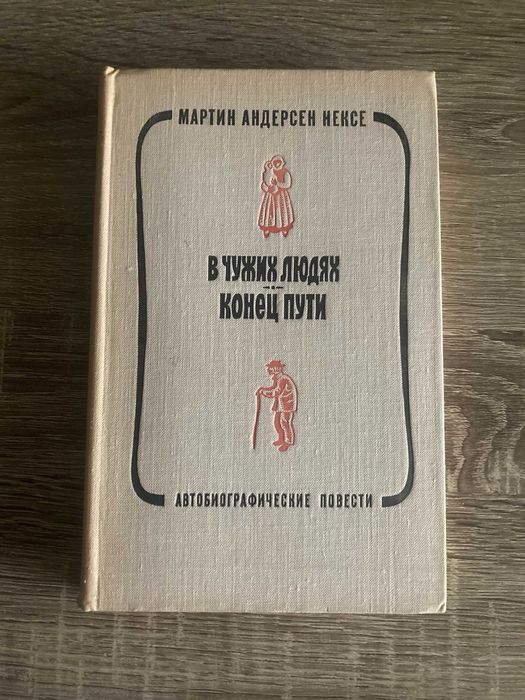 МАРТИН АНДЕРСЕН НЕКСЕ
В ЧУЖИХ ЛЮДЯХ
КОНЕЦ ПУТИ
АВТОБИОГРАФИЧЕСКИЕ ПОВЕСТИ